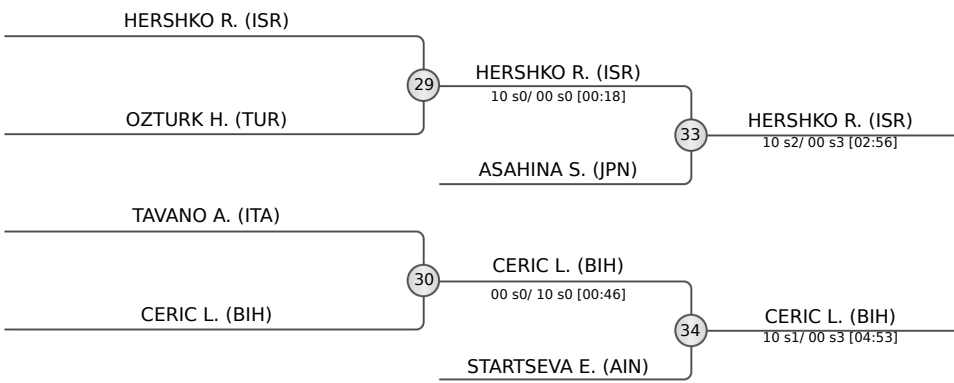 HERSHKO R. (ISR)
29
HERSHKO R. (ISR)
10 s0/ 00 s0 [00:18]
OZTURK H. (TUR)
33
HERSHKO R. (ISR)
10 s2/ 00 s3 [02:56]
ASAHINA S. (JPN)
TAVANO A. (ITA)
30
CERIC L. (BIH)
00 s0/ 10 s0 [00:46]
CERIC L. (BIH)
34
CERIC L. (BIH)
10 s1/ 00 s3 [04:53]
STARTSEVA E. (AIN)